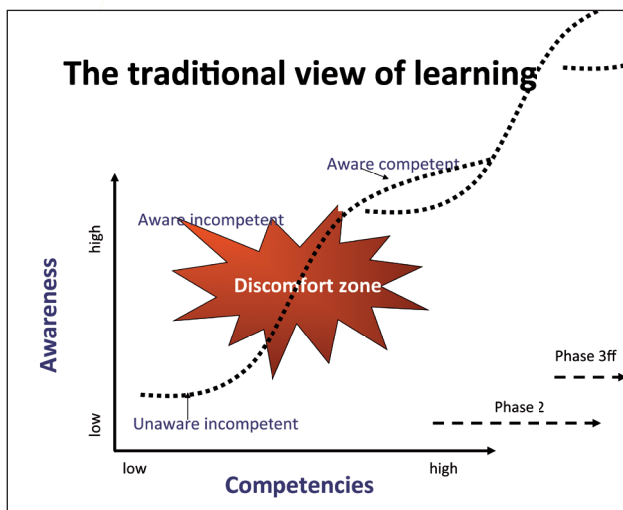 The traditional view of learning
Aware competent
Aware incompetent
high
Discomfort zone
Awareness
Phase 3ff
Phase 2
low
Unaware incompetent
low
high
Competencies